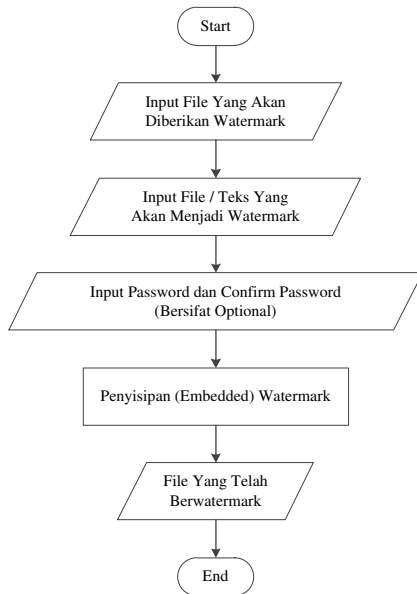 Start
Input File Yang Akan
Diberikan Watermark
Input File / Teks Yang
Akan Menjadi Watermark
Input Password dan Confirm Password
(Bersifat Optional)
Penyisipan (Embedded) Watermark
File Yang Telah
Berwatermark
End